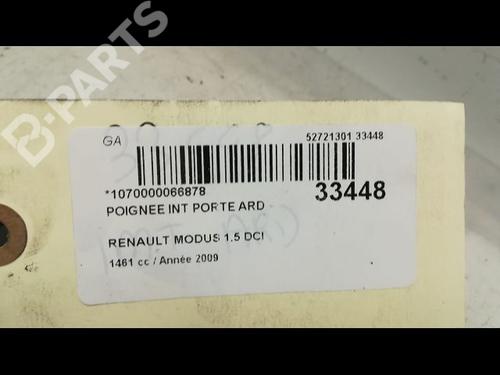 B-PARTS
GA
52721301 33448
*1070000066878
33448
POIGNEE INT PORTE ARD
RENAULT MODUS 1.5 DCI
1461 cc / Année 2009